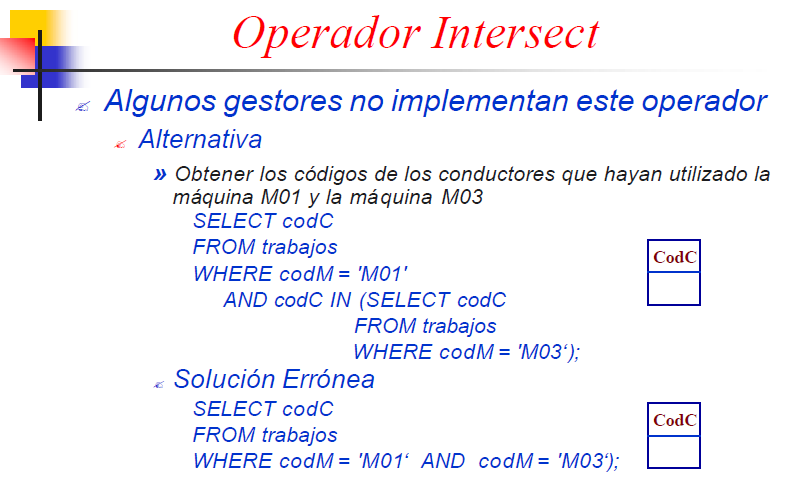 Operador Intersect
Algunos gestores no implementan este operador
Alternativa
» Obtener los códigos de los conductores que hayan utilizado la
máquina M01 y la máquina M03
SELECT codC
FROM trabajos
WHERE codM = 'M01'
AND codC IN (SELECT codC
FROM trabajos
WHERE codM = 'M03‘);
CodC
Solución Errónea
SELECT codC
FROM trabajos
WHERE codM = 'M01‘ AND codM = 'M03‘);
CodC